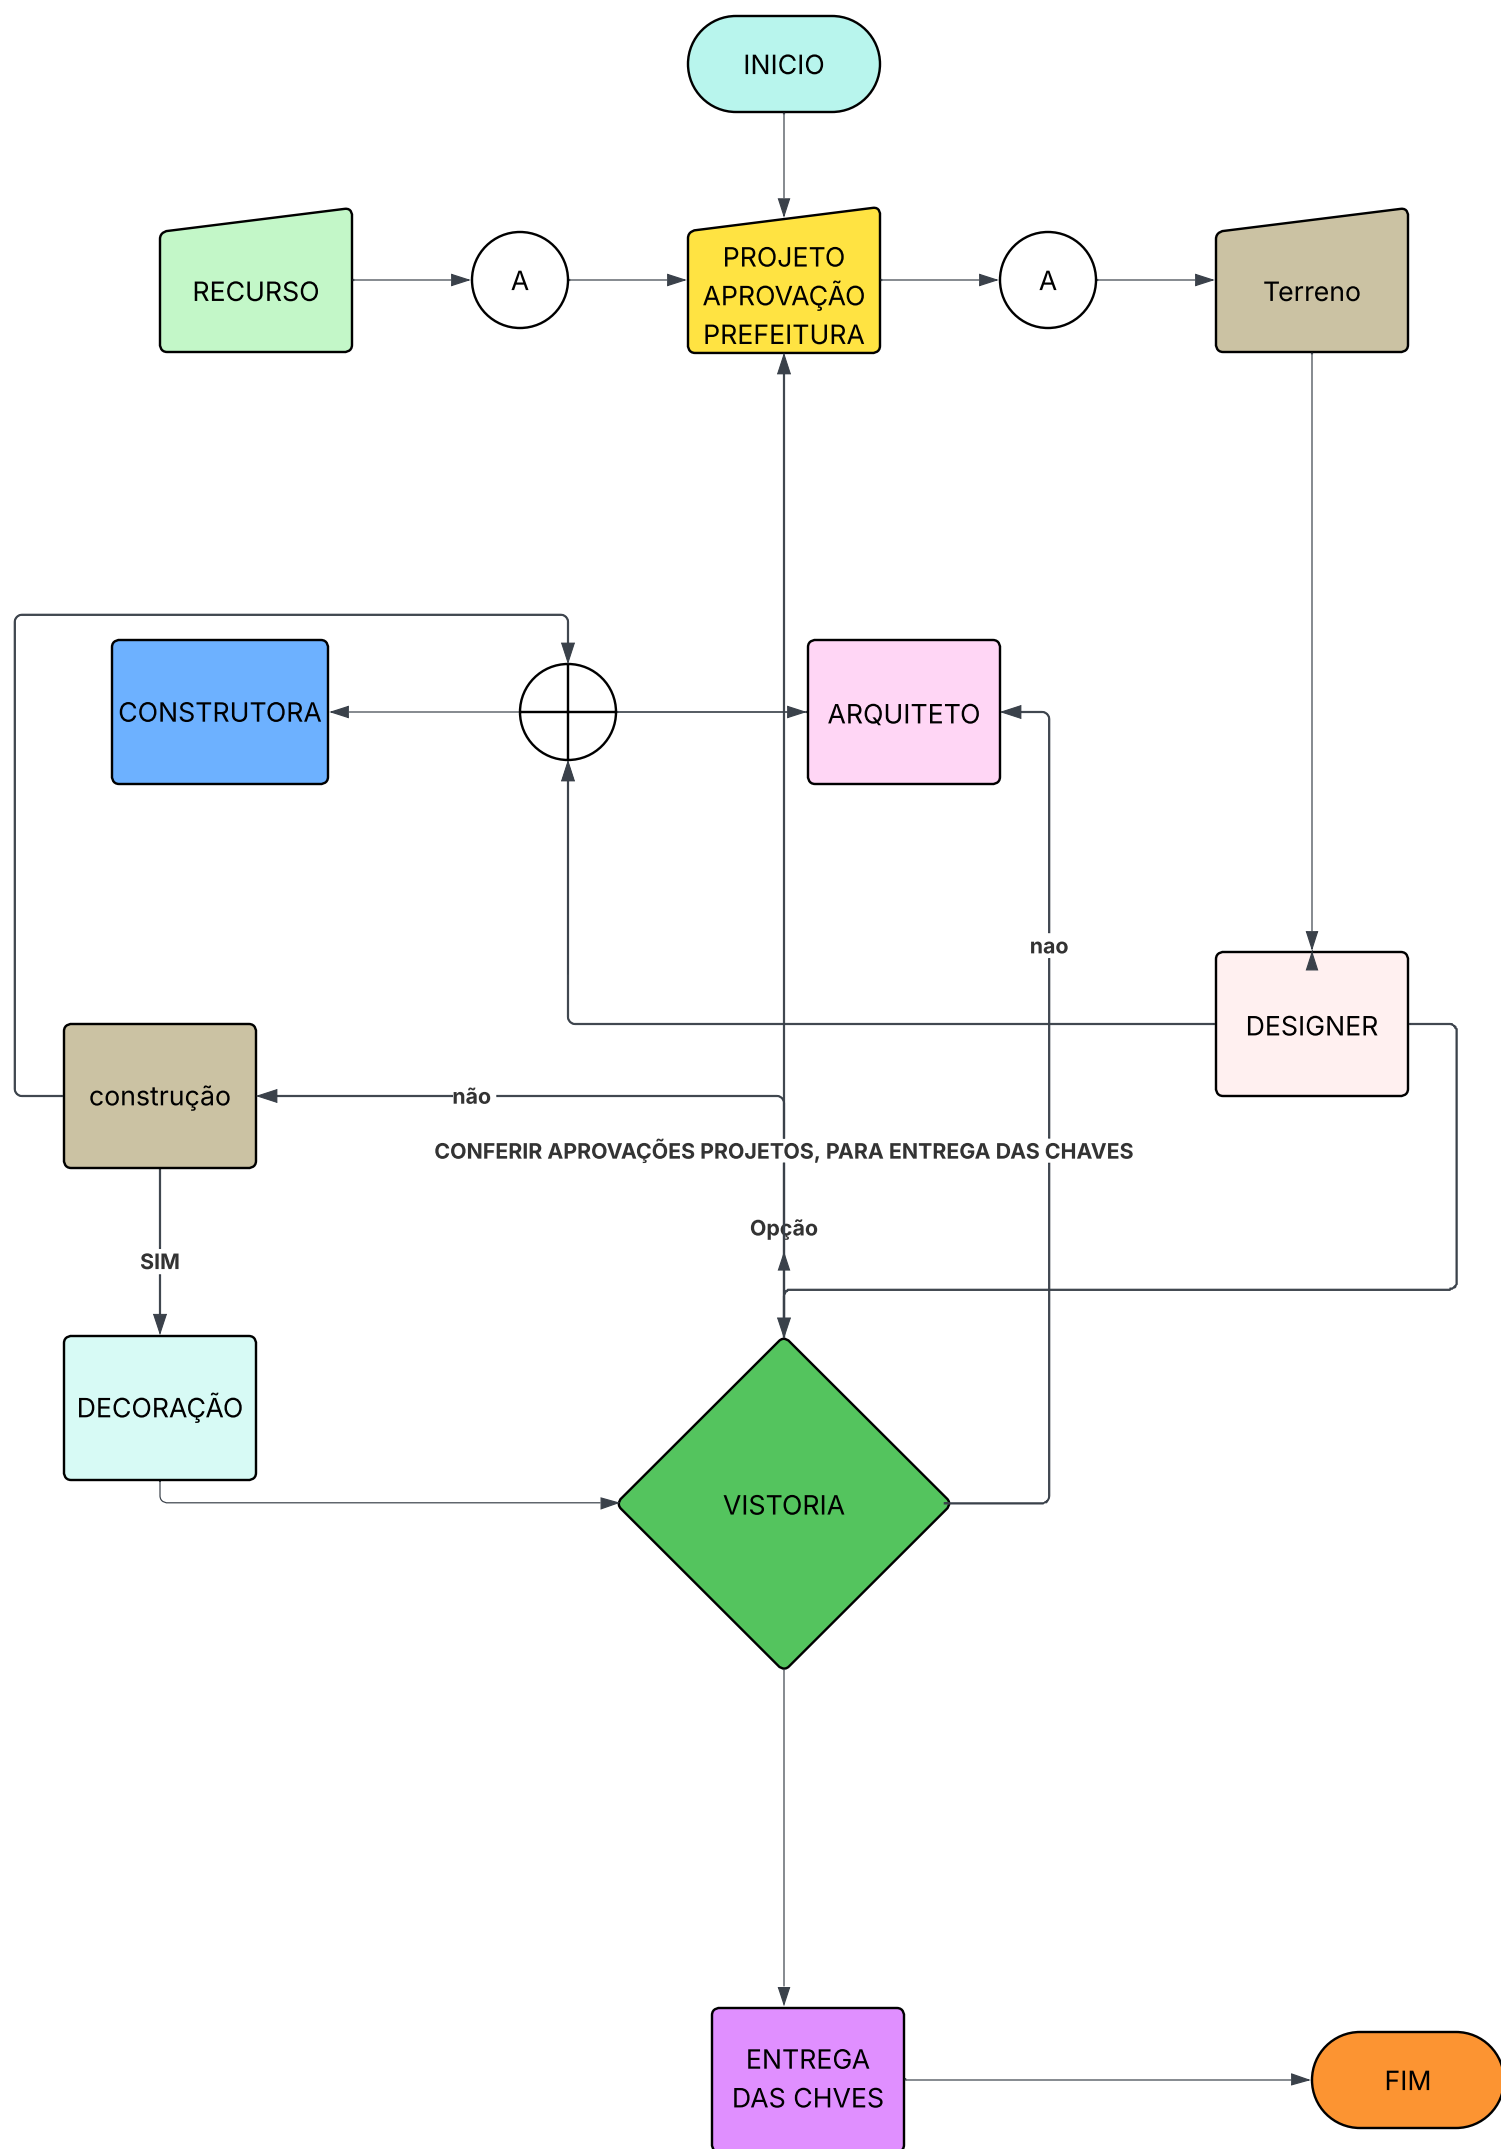 INICIO
RECURSO
A
PROJETO
APROVAÇÃO
PREFEITURA
A
Terreno
CONSTRUTORA
ARQUITETO
nao
DESIGNER
construção
não
CONFERIR APROVAÇÕES PROJETOS, PARA ENTREGA DAS CHAVES
Opção
SIM
DECORAÇÃO
VISTORIA
ENTREGA
DAS CHVES
FIM